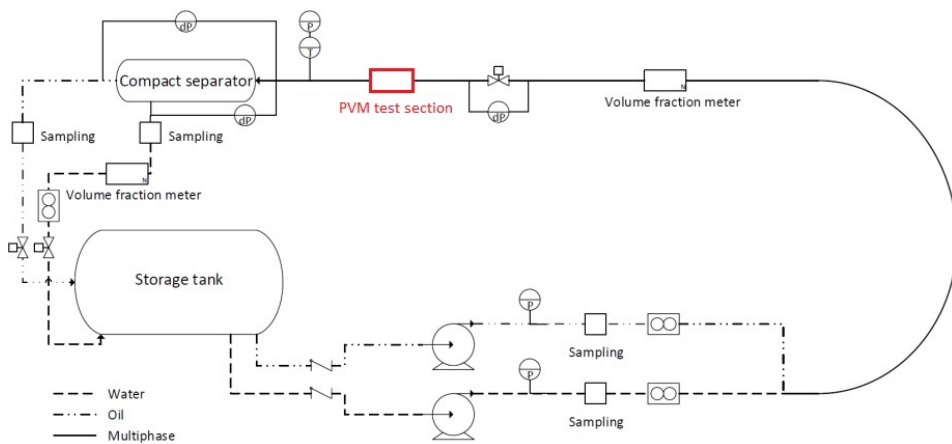 dP
P
T
Compact separator
PVM test section
Volume fraction meter
N
dP
dP
Sampling
Sampling
N
Volume fraction meter
Storage tank
P
Sampling
P
Sampling
Water
Oil
Multiphase